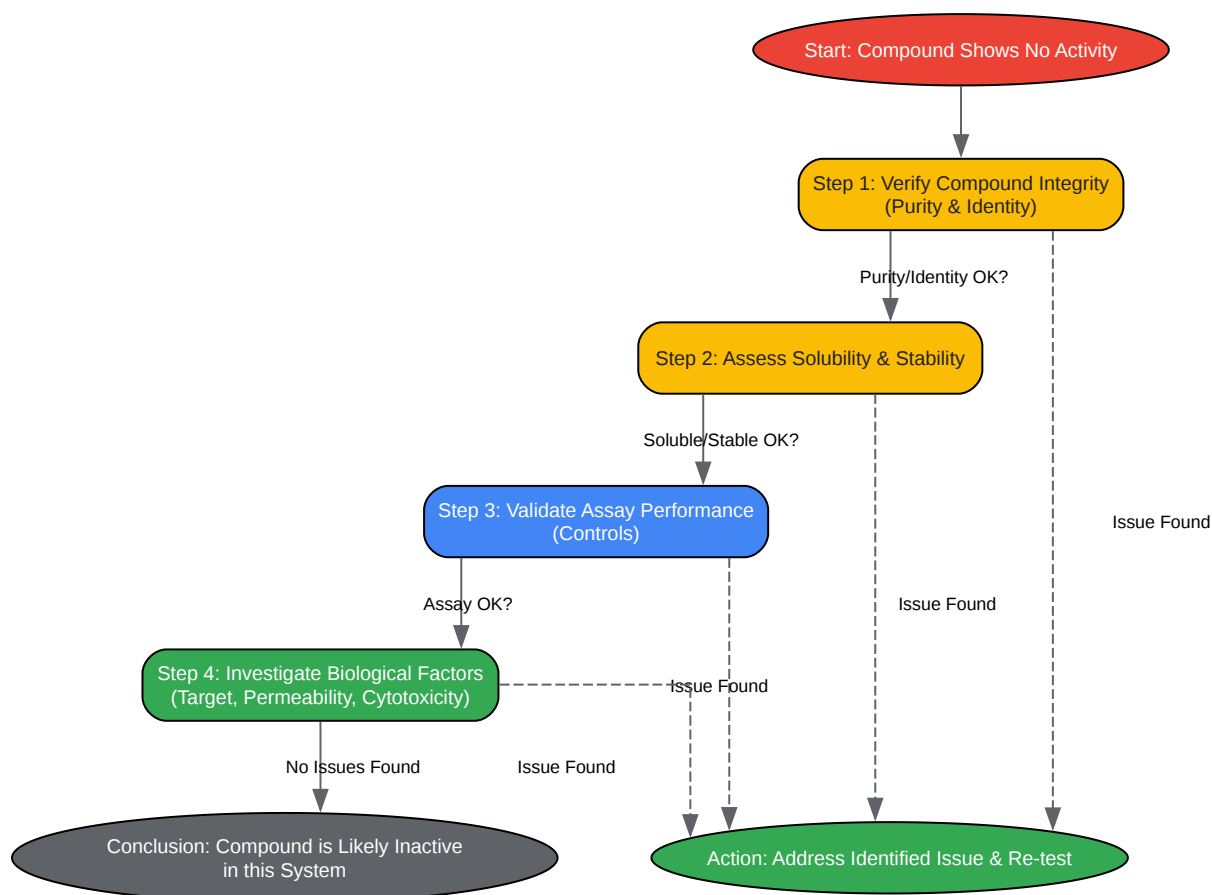 Start: Compound Shows No Activity
Step 1: Verify Compound Integrity
(Purity & Identity)
Purity/Identity OK?
Step 2: Assess Solubility & Stability
Soluble/Stable OK?
Step 3: Validate Assay Performance
(Controls)
Issue Found
Assay OK?
Issue Found
Step 4: Investigate Biological Factors
(Target, Permeability, Cytotoxicity)
Issue Found
No Issues Found
Issue Found
Conclusion: Compound is Likely Inactive
in this System
Action: Address Identified Issue & Re-test